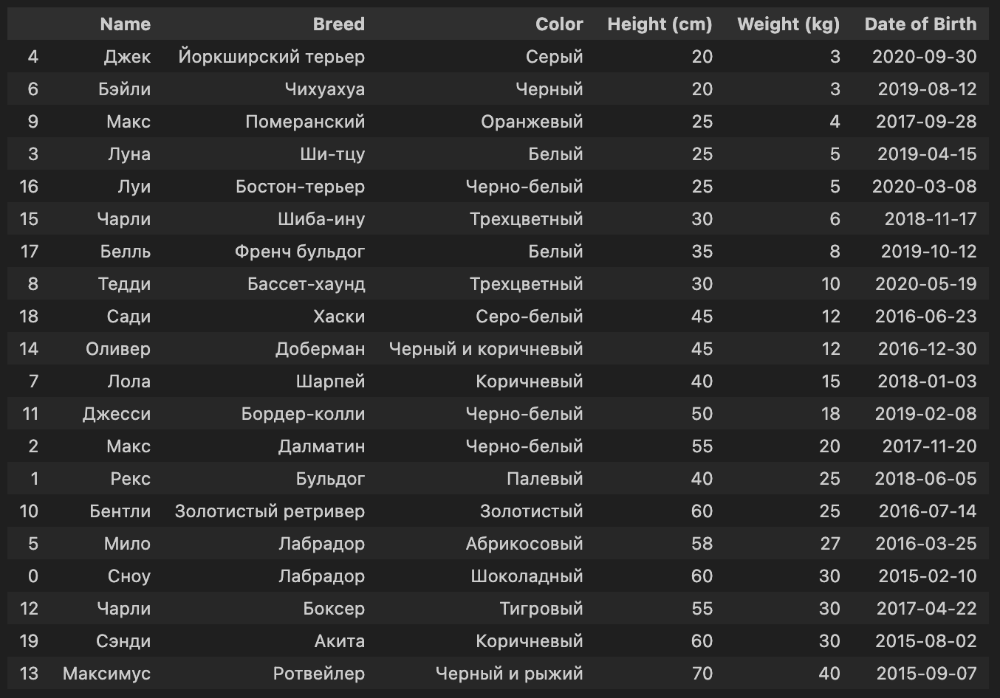 Name Breed Color Height (cm) Weight (kg) Date of Birth
4 Джек Йоркширский терьер Серый 20 3 2020-09-30
6 Бэйли Чихуахуа Черный 20 3 2019-08-12
9 Макс Померанский Оранжевый 25 4 2017-09-28
3 Луна Ши-тцу Белый 25 5 2019-04-15
16 Луи Бостон-терьер Черно-белый 25 5 2020-03-08
15 Чарли Шиба-ину Трехцветный 30 6 2018-11-17
17 Белль Френч бульдог Белый 35 8 2019-10-12
8 Тедди Бассет-хаунд Трехцветный 30 10 2020-05-19
18 Сади Хаски Серо-белый 45 12 2016-06-23
14 Оливер Доберман Черный и коричневый 45 12 2016-12-30
7 Лола Шарпей Коричневый 40 15 2018-01-03
11 Джесси Бордер-колли Черно-белый 50 18 2019-02-08
2 Макс Далматин Черно-белый 55 20 2017-11-20
1 Рекс Бульдог Палевый 40 25 2018-06-05
10 Бентли Золотистый ретривер Золотистый 60 25 2016-07-14
5 Мило Лабрадор Абрикосовый 58 27 2016-03-25
0 Сноу Лабрадор Шоколадный 60 30 2015-02-10
12 Чарли Боксер Тигровый 55 30 2017-04-22
19 Сэнди Акита Коричневый 60 30 2015-08-02
13 Максимус Ротвейлер Черный и рыжий 70 40 2015-09-07